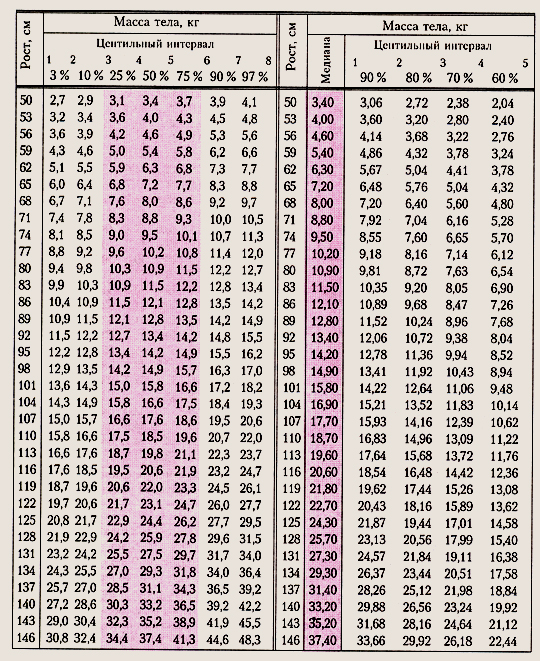 Рост, см
Масса тела, кг
Центильный интервал
1 2 3 4 5 6 7 8
3 % 10 % 25 % 50 % 75 % 90 % 97 %
Рост, см
Медиана
Масса тела, кг
Центильный интервал
1 2 3 4 5
90 % 80 % 70 % 60 %
50 2,7 2,9 3,1 3,4 3,7 3,9 4,1 50 3,40 3,06 2,72 2,38 2,04
53 3,2 3,4 3,6 4,0 4,3 4,5 4,8 53 4,00 3,60 3,20 2,80 2,40
56 3,6 3,9 4,2 4,6 4,9 5,3 5,6 56 4,60 4,14 3,68 3,22 2,76
59 4,3 4,6 5,0 5,4 5,8 6,2 6,6 59 5,40 4,86 4,32 3,78 3,24
62 5,1 5,5 5,9 6,3 6,8 7,3 7,7 62 6,30 5,67 5,04 4,41 3,78
65 6,0 6,4 6,8 7,2 7,7 8,3 8,8 65 7,20 6,48 5,76 5,04 4,32
68 6,7 7,1 7,6 8,0 8,6 9,2 9,7 68 8,00 7,20 6,40 5,60 4,80
71 7,4 7,8 8,3 8,8 9,3 10,0 10,5 71 8,80 7,92 7,04 6,16 5,28
74 8,1 8,5 9,0 9,5 10,1 10,7 11,3 74 9,50 8,55 7,60 6,65 5,70
77 8,8 9,2 9,6 10,2 10,8 11,4 12,0 77 10,20 9,18 8,16 7,14 6,12
80 9,4 9,8 10,3 10,9 11,5 12,2 12,7 80 10,90 9,81 8,72 7,63 6,54
83 9,9 10,3 10,9 11,5 12,2 12,8 13,4 83 11,50 10,35 9,20 8,05 6,90
86 10,4 10,9 11,5 12,1 12,8 13,5 14,2 86 12,10 10,89 9,68 8,47 7,26
89 10,9 11,5 12,1 12,8 13,5 14,2 14,9 89 12,80 11,52 10,24 8,96 7,68
92 11,5 12,2 12,7 13,4 14,2 14,8 15,5 92 13,40 12,06 10,72 9,38 8,04
95 12,2 12,8 13,4 14,2 14,9 15,5 16,2 95 14,20 12,78 11,36 9,94 8,52
98 12,9 13,5 14,2 14,9 15,7 16,3 17,0 98 14,90 13,41 11,92 10,43 8,94
101 13,6 14,3 15,0 15,8 16,6 17,2 18,2 101 15,80 14,22 12,64 11,06 9,48
104 14,3 14,9 15,8 16,6 17,5 18,4 19,3 104 16,90 15,21 13,52 11,83 10,14
107 15,0 15,7 16,6 17,6 18,6 19,5 20,6 107 17,70 15,93 14,16 12,39 10,62
110 15,8 16,6 17,5 18,5 19,6 20,7 22,0 110 18,70 16,83 14,96 13,09 11,22
113 16,6 17,6 18,7 19,8 21,1 22,3 23,7 113 19,60 17,64 15,68 13,72 11,76
116 17,6 18,5 19,5 20,6 21,9 23,2 24,7 116 20,60 18,54 16,48 14,42 12,36
119 18,7 19,6 20,6 22,0 23,3 24,5 26,1 119 21,80 19,62 17,44 15,26 13,08
122 19,7 20,6 21,7 23,1 24,7 26,0 27,7 122 22,70 20,43 18,16 15,89 13,62
125 20,8 21,7 22,9 24,4 26,2 27,7 29,5 125 24,30 21,87 19,44 17,01 14,58
128 21,9 22,9 24,2 25,9 27,8 29,6 31,5 128 25,70 23,13 20,56 17,99 15,40
131 23,2 24,2 25,5 27,5 29,7 31,7 34,0 131 27,30 24,57 21,84 19,11 16,38
134 24,3 25,5 27,0 29,3 31,8 34,0 36,4 134 29,30 26,37 23,44 20,51 17,58
137 25,7 27,0 28,5 31,1 34,3 36,5 39,2 137 31,40 28,26 25,12 21,98 18,84
140 27,2 28,6 30,3 33,2 36,5 39,2 42,2 140 33,20 29,88 26,56 23,24 19,92
143 29,0 30,4 32,3 35,2 38,9 41,9 45,5 143 35,20 31,68 28,16 24,64 21,12
146 30,8 32,4 34,4 37,4 41,3 44,6 48,3 146 37,40 33,66 29,92 26,18 22,44